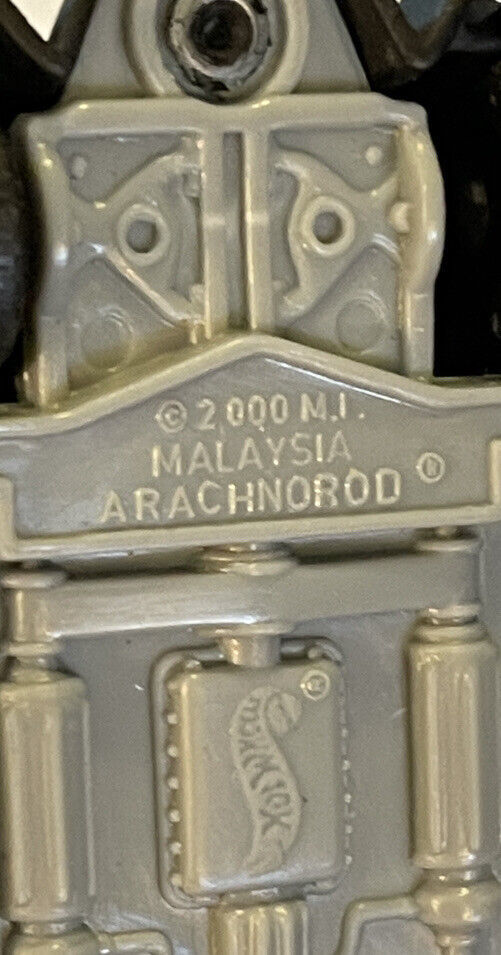 © 2000 M.I.
MALAYSIA
ARACHNOROD ®
®
HOT WHEELS